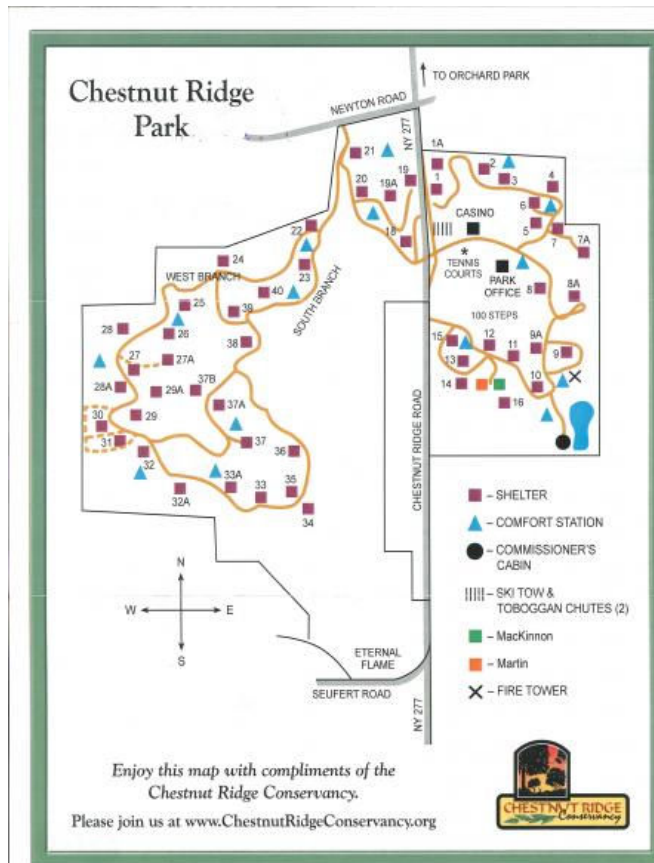 Chestnut Ridge
Park
TO ORCHARD PARK
NEWTON ROAD
NY 277
1A
21
2
3
4
20
19A
19
1
6
CASINO
5
7
18
22
7A
TENNIS
COURTS
PARK
OFFICE
24
WEST BRANCH
23
SOUTH BRANCH
8
8A
40
25
39
100 STEPS
28
26
38
15
12
11
9A
9
27
27A
13
28A
29A
37B
14
10
30
29
37A
16
31
37
36
32
CHESTNUT RIDGE ROAD
33A
33
35
32A
34
– SHELTER
– COMFORT STATION
– COMMISSIONER'S
CABIN
– SKI TOW &
TOBOGGAN CHUTES (2)
– MacKinnon
– Martin
– FIRE TOWER
N
W
E
S
ETERNAL
FLAME
SEUFERT ROAD
NY 277
Enjoy this map with compliments of the
Chestnut Ridge Conservancy.
Please join us at www.ChestnutRidgeConservancy.org
CHESTNUT RIDGE
Conservancy